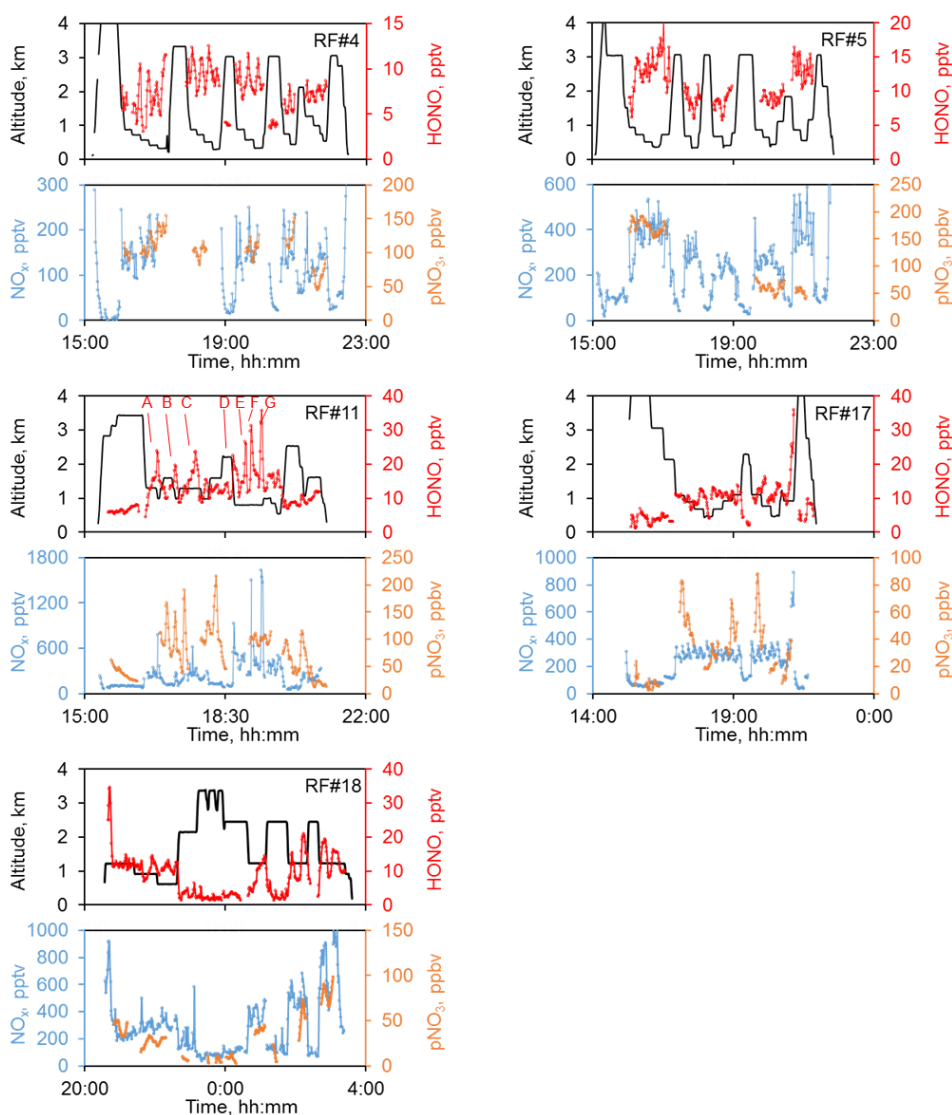 4 15
3 10
2
1 5
0 0
Altitude, km
HONO, pptv
RF#4
300 200
200 150
100
100 50
0 0
NOx, pptv
pNO3, ppbv
15:00 19:00 23:00
Time, hh:mm
4 20
3 15
2 10
1 5
0 0
Altitude, km
HONO, pptv
RF#5
600 250
200
400 150
200 100
50
0 0
NOx, pptv
pNO3, ppbv
15:00 19:00 23:00
Time, hh:mm
4 40
3 30
2 20
1 10
0 0
Altitude, km
HONO, pptv
A B C D E F G
RF#11
1800 250
1200 200
150
600 100
50
0 0
NOx, pptv
pNO3, ppbv
15:00 18:30 22:00
Time, hh:mm
4 40
3 30
2 20
1 10
0 0
Altitude, km
HONO, pptv
RF#17
1000 100
800 80
600 60
400 40
200 20
0 0
NOx, pptv
pNO3, ppbv
14:00 19:00 0:00
Time, hh:mm
4 40
3 30
2 20
1 10
0 0
Altitude, km
HONO, pptv
RF#18
1000 150
800
600 100
400 50
200
0 0
NOx, pptv
pNO3, ppbv
20:00 0:00 4:00
Time, hh:mm